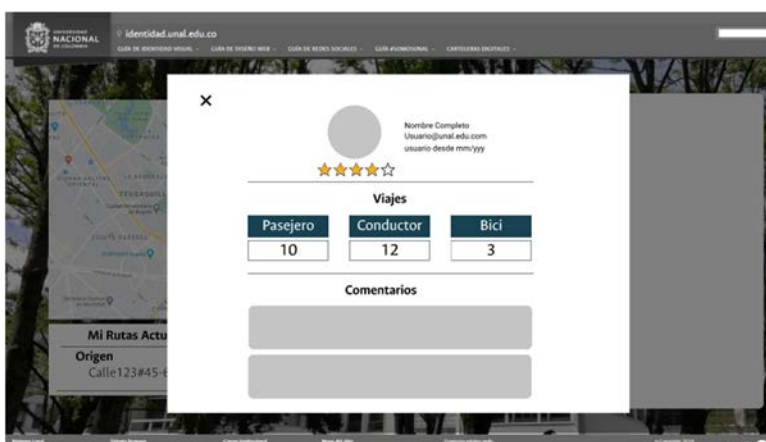 UNIVERSIDAD
NACIONAL
DE COLOMBIA
identidad.unal.edu.co
GUÍA DE IDENTIDAD VISUAL
GUÍA DE DISEÑO WEB
GUÍA DE REDES SOCIALES
GUÍA #SOMOSUNAL
CARTELERAS DIGITALES
Nombre Completo
Usuario@unal.edu.com
usuario desde mm/yyy
Viajes
Pasejero
Conductor
Bici
10
12
3
Comentarios
Mi Rutas Actu
Origen
Calle123#45-6